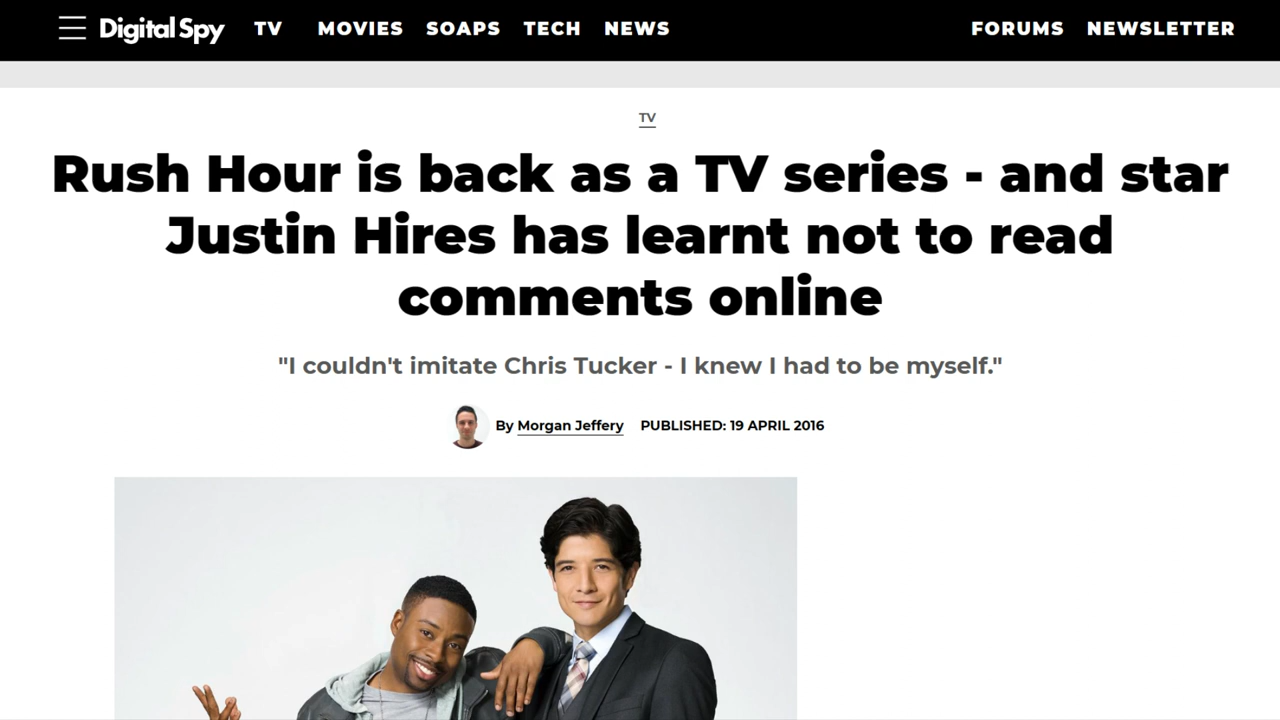 Digital Spy TV MOVIES SOAPS TECH NEWS FORUMS NEWSLETTER
TV
Rush Hour is back as a TV series - and star
Justin Hires has learnt not to read
comments online
"I couldn't imitate Chris Tucker - I knew I had to be myself."
By Morgan Jeffery PUBLISHED: 19 APRIL 2016